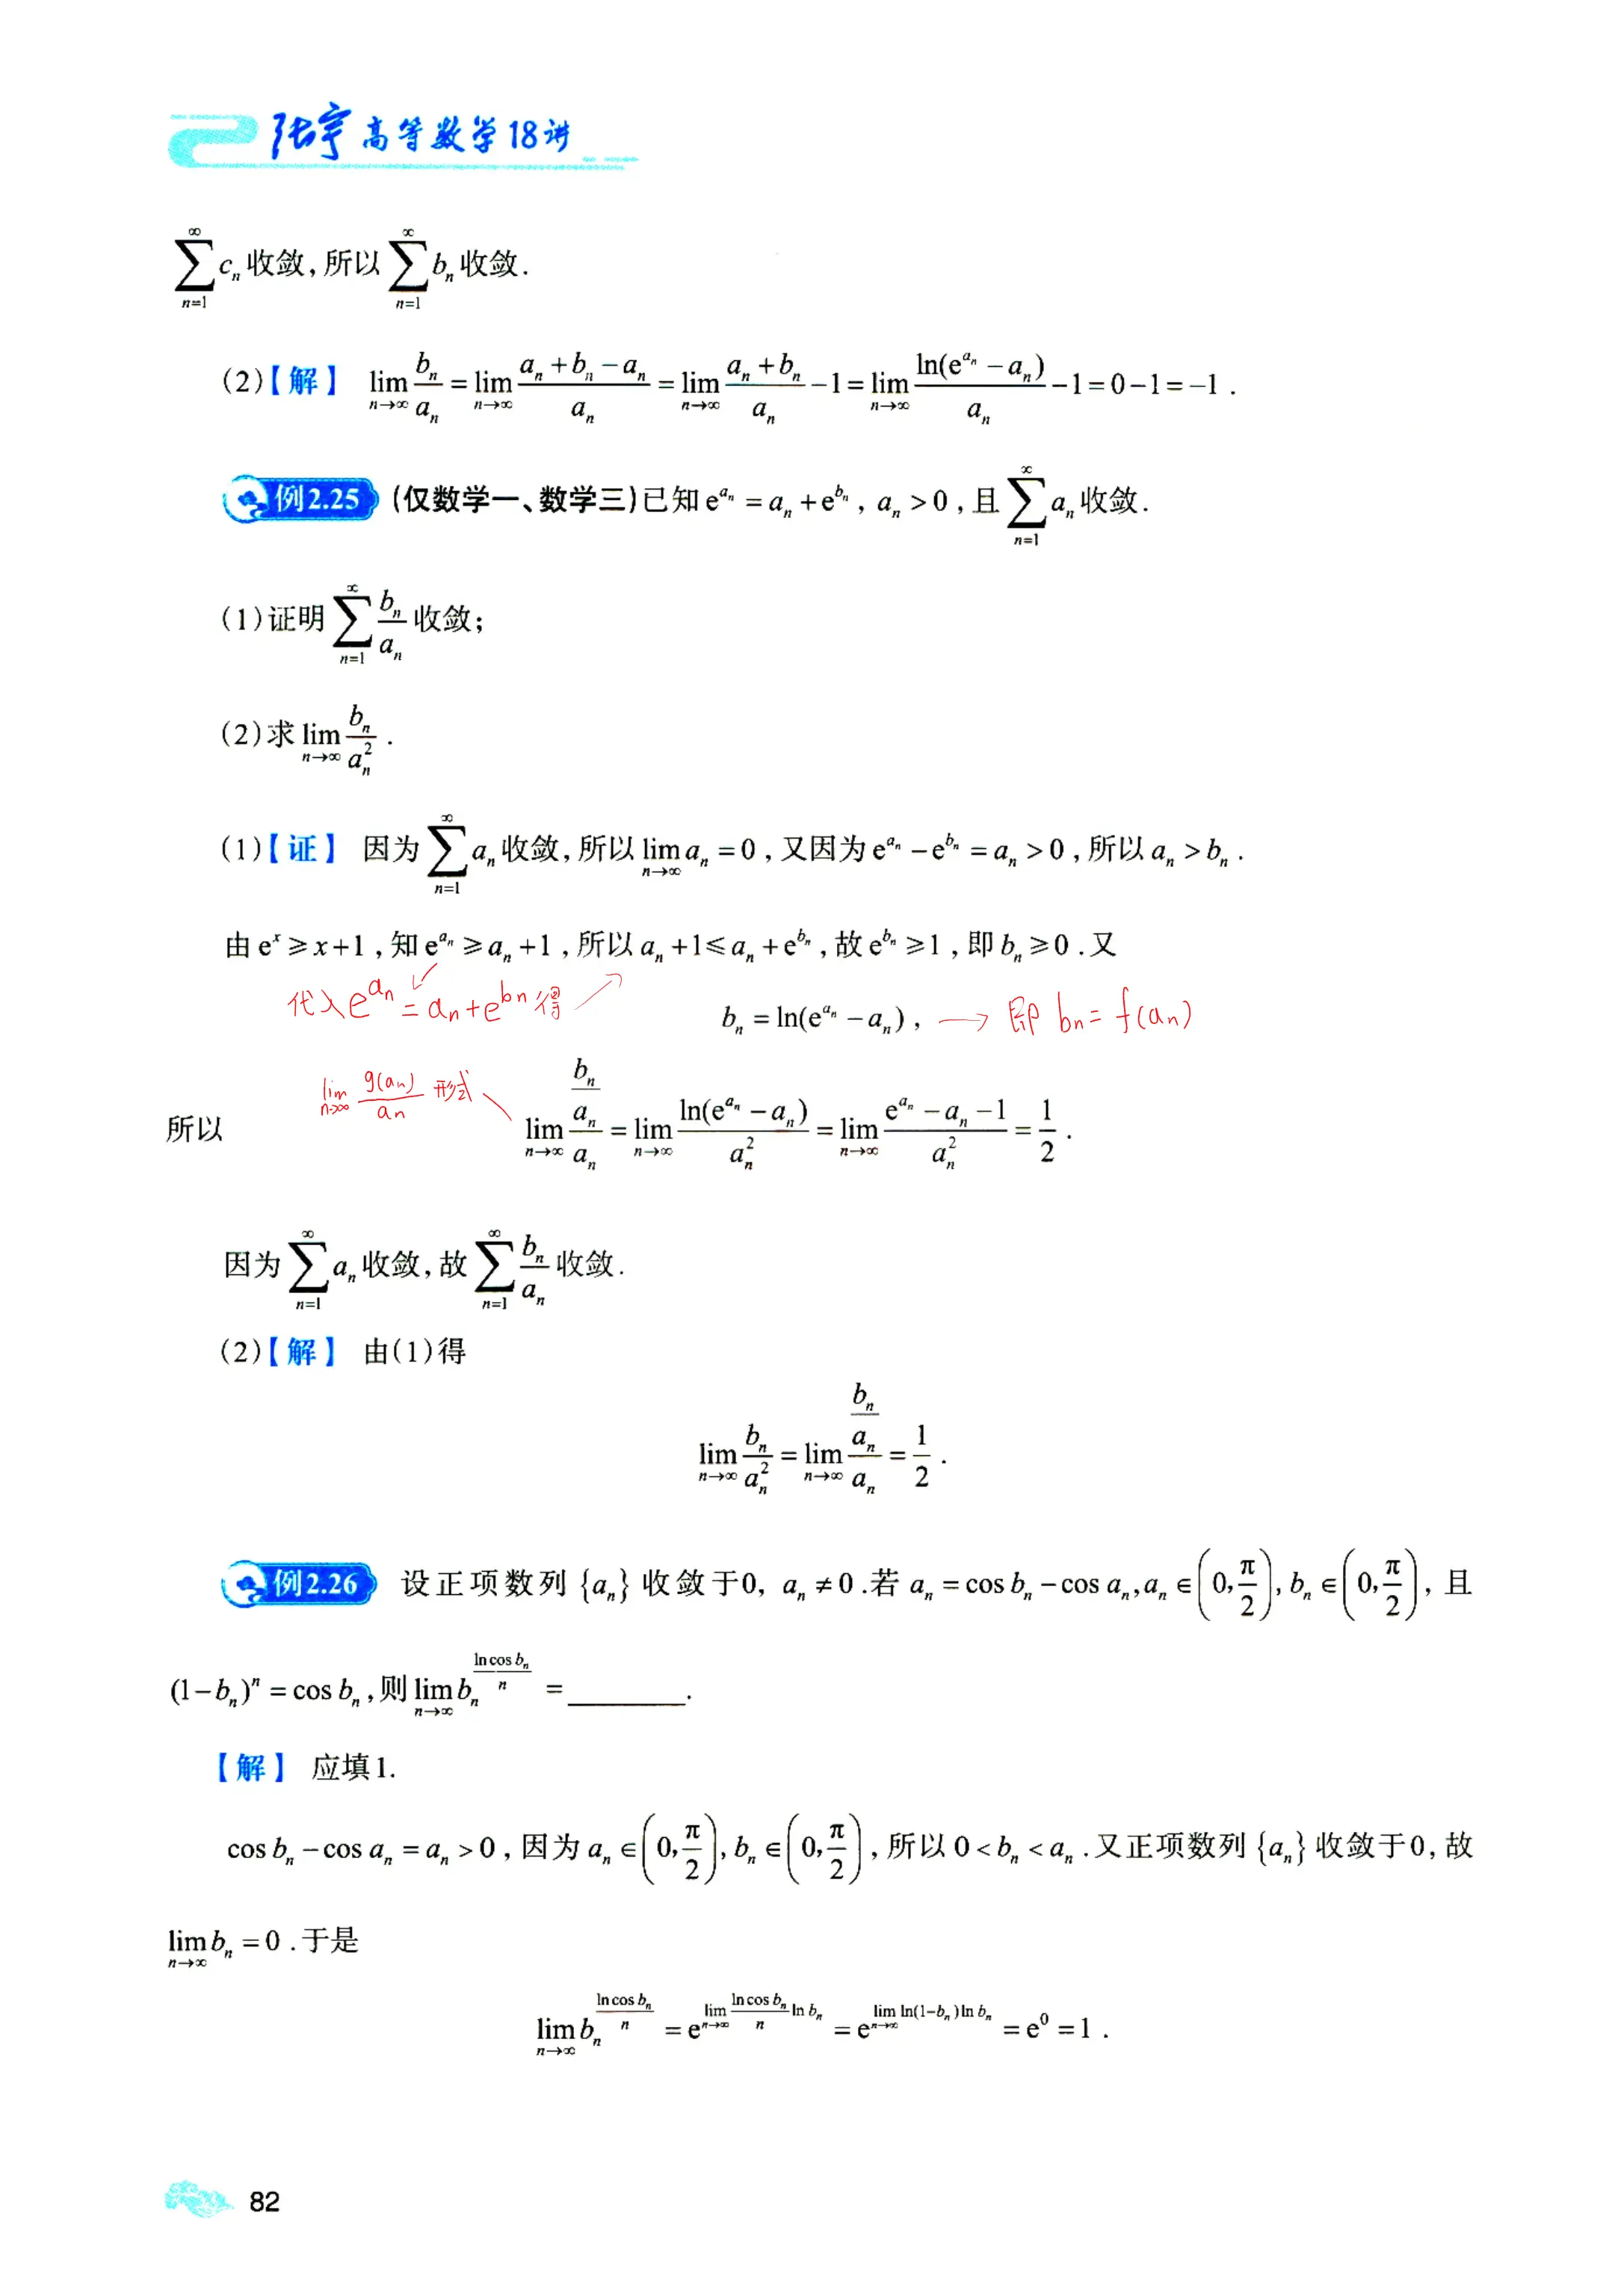 张宇高等数学18讲
$\sum_{n=1}^{\infty} c_n$收敛,所以$\sum_{n=1}^{\infty} b_n$收敛.
(2)【解】 $\lim_{n\to\infty}\frac{b_n}{a_n}=\lim_{n\to\infty}\frac{a_n+b_n-a_n}{a_n}=\lim_{n\to\infty}\frac{a_n+b_n}{a_n}-1=\lim_{n\to\infty}\frac{\ln(e^{a_n}-a_n)}{a_n}-1=0-1=-1$.
例2.25 (仅数学一、数学三)已知$e^{a_n}=a_n+e^{b_n}$, $a_n>0$,且$\sum_{n=1}^{\infty} a_n$收敛.
(1)证明$\sum_{n=1}^{\infty}\frac{b_n}{a_n}$收敛;
(2)求$\lim_{n\to\infty}\frac{b_n}{a_n^2}$.
(1)【证】 因为$\sum_{n=1}^{\infty} a_n$收敛,所以$\lim_{n\to\infty}a_n=0$,又因为$e^{a_n}-e^{b_n}=a_n>0$,所以$a_n>b_n$.
由$e^x\geqslant x+1$,知$e^{a_n}\geqslant a_n+1$,所以$a_n+1\leqslant a_n+e^{b_n}$,故$e^{b_n}\geqslant 1$,即$b_n\geqslant 0$.又
代入$e^{a_n}=a_n+e^{b_n}$得
$b_n=\ln(e^{a_n}-a_n)$, → 即 $b_n=f(a_n)$
$\lim_{n\to\infty}\frac{g(a_n)}{a_n}$ 形式
所以 $\lim_{n\to\infty}\frac{\frac{b_n}{a_n}}{a_n}=\lim_{n\to\infty}\frac{\ln(e^{a_n}-a_n)}{a_n^2}=\lim_{n\to\infty}\frac{e^{a_n}-a_n-1}{a_n^2}=\frac{1}{2}$.
因为$\sum_{n=1}^{\infty} a_n$收敛,故$\sum_{n=1}^{\infty}\frac{b_n}{a_n}$收敛.
(2)【解】 由(1)得
$\lim_{n\to\infty}\frac{b_n}{a_n^2}=\lim_{n\to\infty}\frac{\frac{b_n}{a_n}}{a_n}=\frac{1}{2}$.
例2.26 设正项数列$\{a_n\}$收敛于0, $a_n\neq 0$.若$a_n=\cos b_n-\cos a_n,a_n\in\left(0,\frac{\pi}{2}\right),b_n\in\left(0,\frac{\pi}{2}\right)$,且
$(1-b_n)^n=\cos b_n$,则$\lim_{n\to\infty}b_n^{\frac{\ln\cos b_n}{n}}=$________.
【解】 应填1.
$\cos b_n-\cos a_n=a_n>0$,因为$a_n\in\left(0,\frac{\pi}{2}\right),b_n\in\left(0,\frac{\pi}{2}\right)$,所以$0<b_n<a_n$.又正项数列$\{a_n\}$收敛于0,故
$\lim_{n\to\infty}b_n=0$.于是
$\lim_{n\to\infty}b_n^{\frac{\ln\cos b_n}{n}}=e^{\lim_{n\to\infty}\frac{\ln\cos b_n}{n}\ln b_n}=e^{\lim_{n\to\infty}\ln(1-b_n)\ln b_n}=e^0=1$.
82